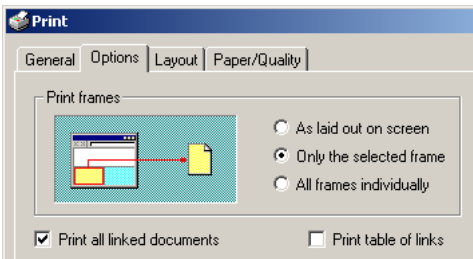 Print
General Options Layout Paper/Quality
Print frames
As laid out on screen
Only the selected frame
All frames individually
Print all linked documents Print table of links